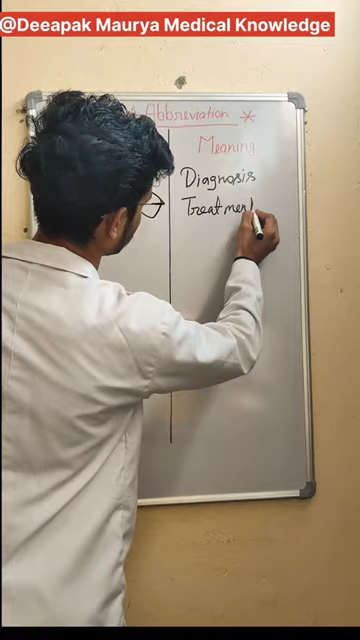 @Deeapak Maurya Medical Knowledge
Abbreviation *
Meaning
Diagnosis
Treatment